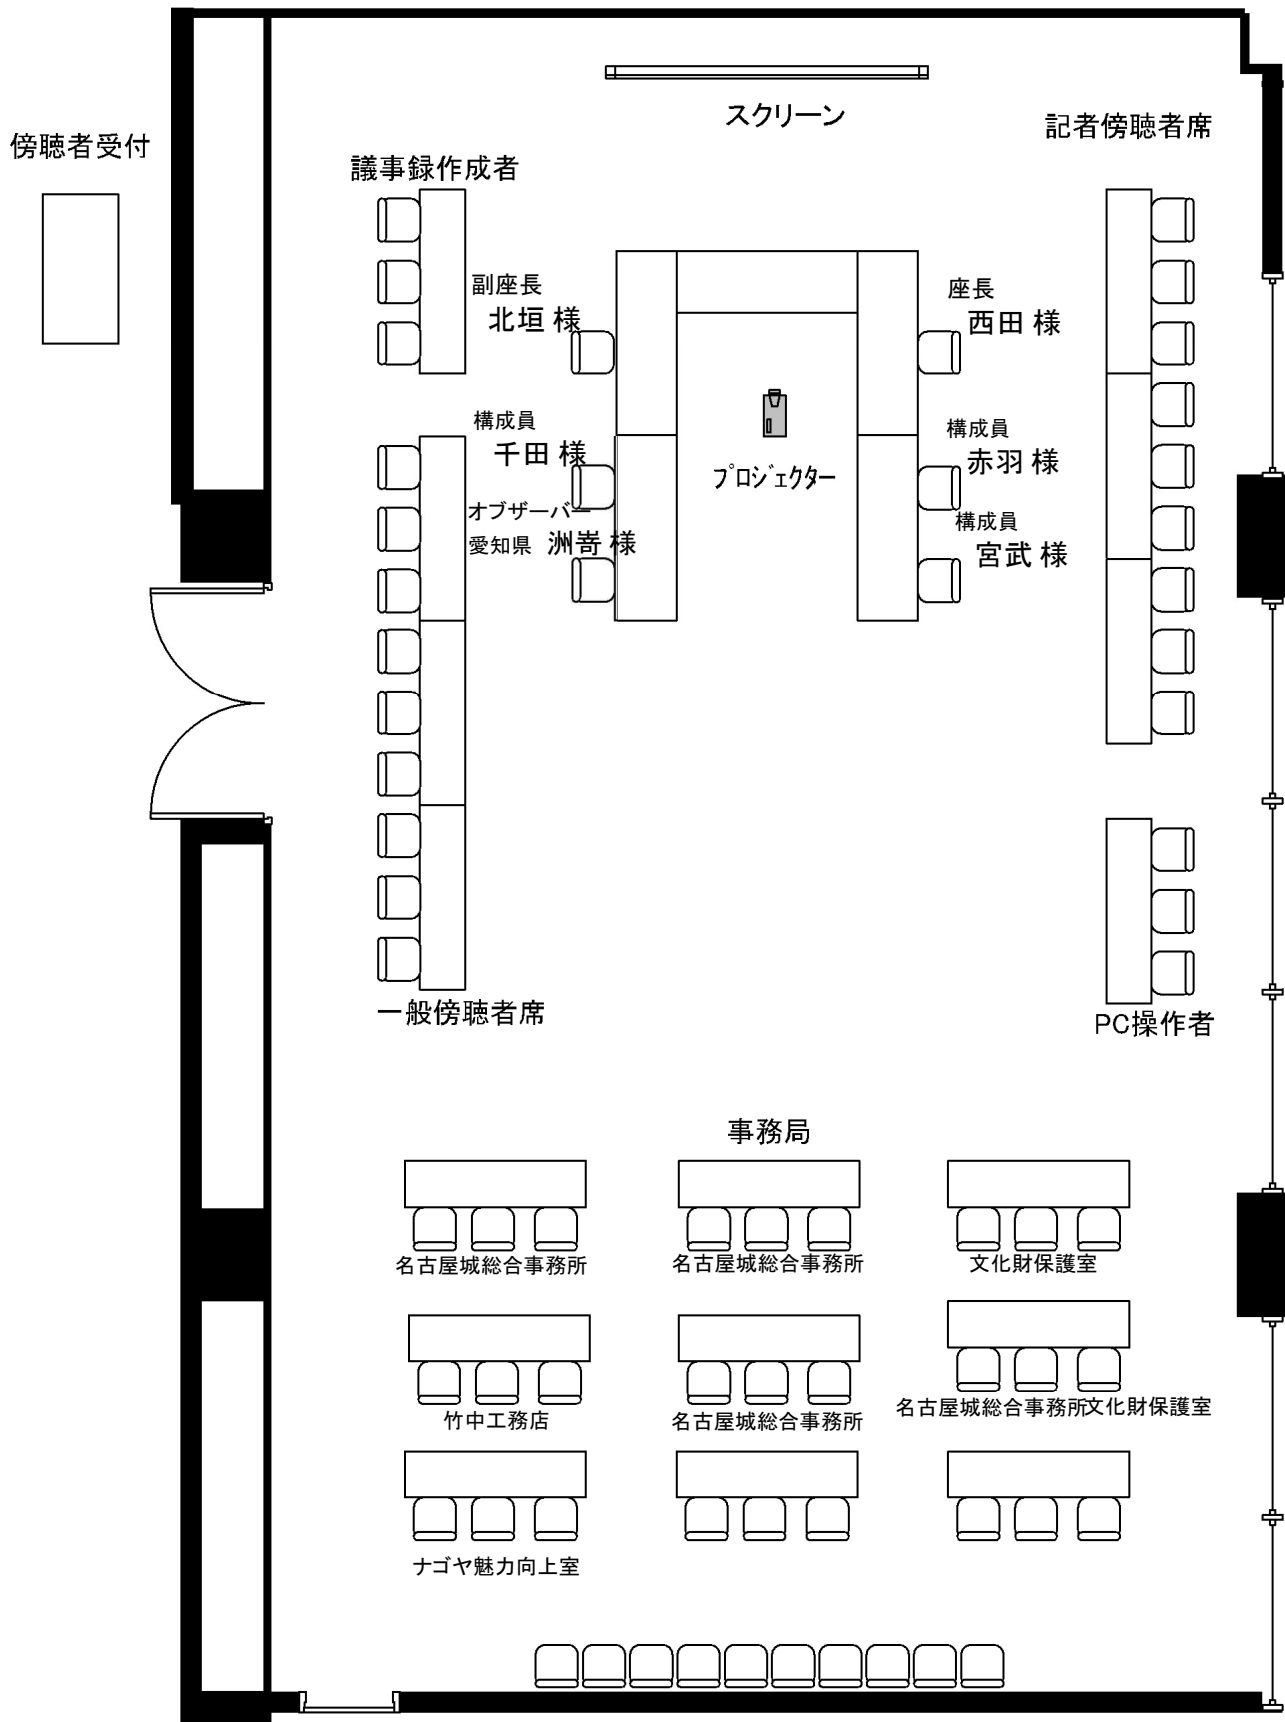 スクリーン
記者傍聴者席
傍聴者受付
議事録作成者
副座長
北垣 様
座長
西田 様
構成員
千田 様
構成員
赤羽 様
プロジェクター
オブザーバー
愛知県 洲嵜 様
構成員
宮武 様
一般傍聴者席
PC操作者
事務局
名古屋城総合事務所
名古屋城総合事務所
文化財保護室
竹中工務店
名古屋城総合事務所
名古屋城総合事務所
文化財保護室
ナゴヤ魅力向上室